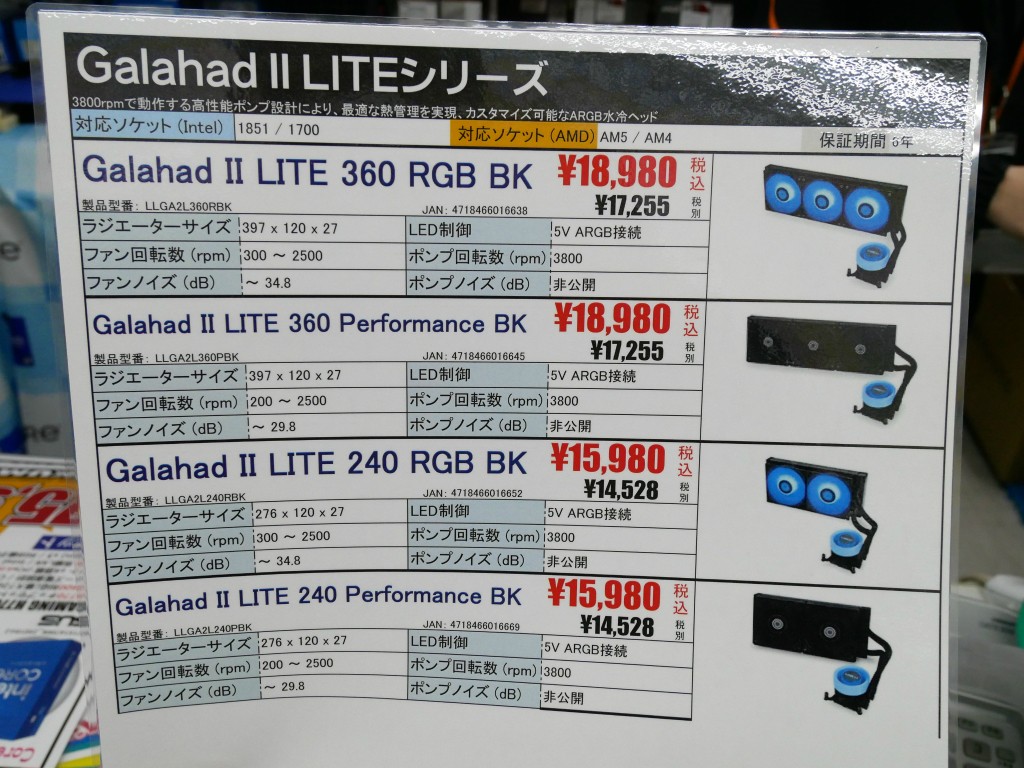 Galahad II LITEシリーズ
3800rpmで動作する高性能ポンプ設計により、最適な熱管理を実現、カスタマイズ可能なARGB水冷ヘッド
対応ソケット(Intel) 1851 / 1700 対応ソケット(AMD) AM5 / AM4 保証期間 6年
Galahad II LITE 360 RGB BK ¥18,980 税込
製品型番: LLGA2L360RBK JAN: 4718466016638 ¥17,255 税別
ラジエーターサイズ 397 x 120 x 27 LED制御 5V ARGB接続
ファン回転数(rpm) 300 ～ 2500 ポンプ回転数(rpm) 3800
ファンノイズ(dB) ～ 34.8 ポンプノイズ(dB) 非公開
Galahad II LITE 360 Performance BK ¥18,980 税込
製品型番: LLGA2L360PBK JAN: 4718466016645 ¥17,255 税別
ラジエーターサイズ 397 x 120 x 27 LED制御 5V ARGB接続
ファン回転数(rpm) 200 ～ 2500 ポンプ回転数(rpm) 3800
ファンノイズ(dB) ～ 29.8 ポンプノイズ(dB) 非公開
Galahad II LITE 240 RGB BK ¥15,980 税込
製品型番: LLGA2L240RBK JAN: 4718466016652 ¥14,528 税別
ラジエーターサイズ 276 x 120 x 27 LED制御 5V ARGB接続
ファン回転数(rpm) 300 ～ 2500 ポンプ回転数(rpm) 3800
ファンノイズ(dB) ～ 34.8 ポンプノイズ(dB) 非公開
Galahad II LITE 240 Performance BK ¥15,980 税込
製品型番: LLGA2L240PBK JAN: 4718466016669 ¥14,528 税別
ラジエーターサイズ 276 x 120 x 27 LED制御 5V ARGB接続
ファン回転数(rpm) 200 ～ 2500 ポンプ回転数(rpm) 3800
ファンノイズ(dB) ～ 29.8 ポンプノイズ(dB) 非公開